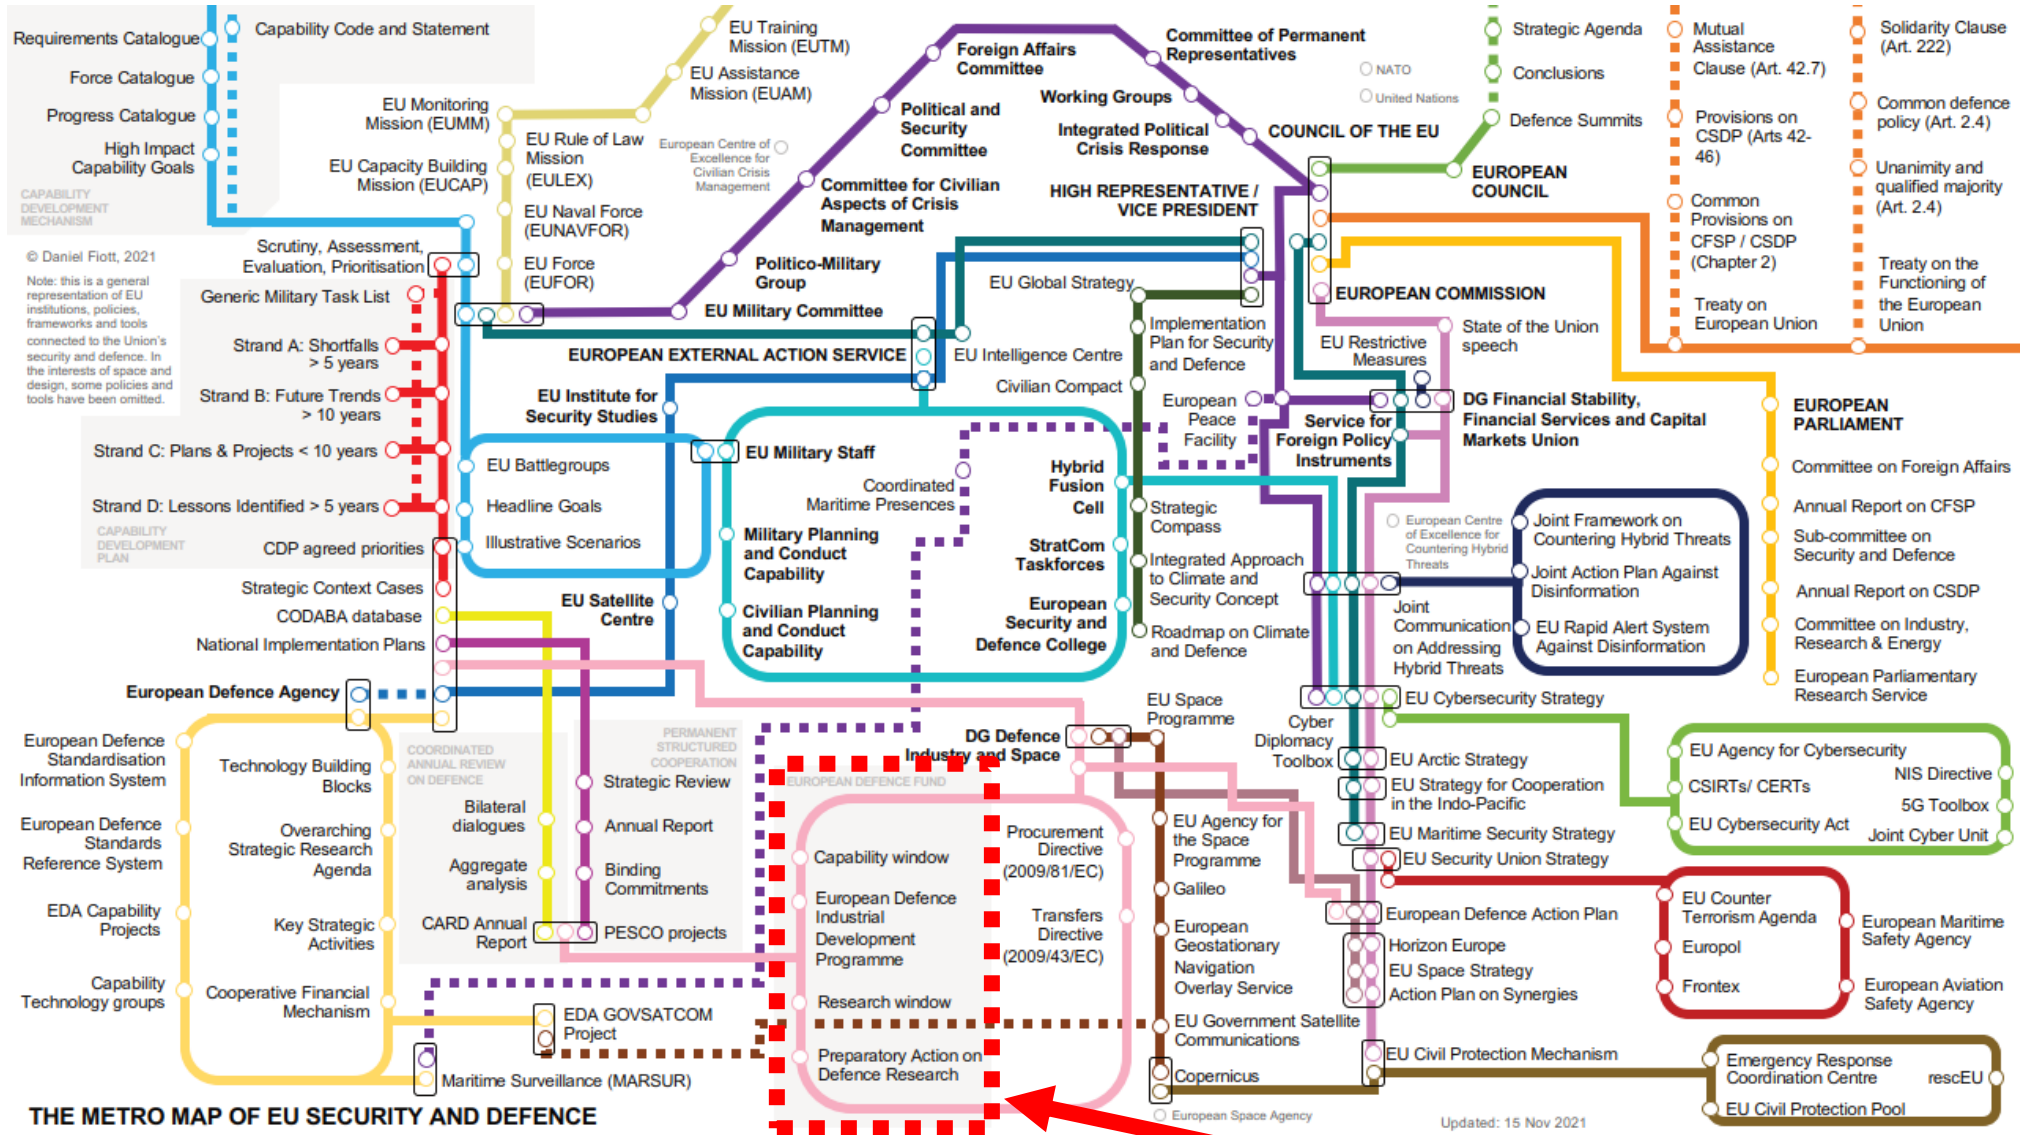 Requirements Catalogue
Force Catalogue
Progress Catalogue
High Impact
Capability Goals
CAPABILITY
DEVELOPMENT
MECHANISM
Capability Code and Statement
© Daniel Fiott, 2021
Note: this is a general
representation of EU
institutions, policies,
frameworks and tools
connected to the Union's
security and defence. In
the interests of space and
design, some policies and
tools have been omitted.
Scrutiny, Assessment,
Evaluation, Prioritisation
Generic Military Task List
Strand A: Shortfalls
> 5 years
Strand B: Future Trends
> 10 years
Strand C: Plans & Projects < 10 years
Strand D: Lessons Identified > 5 years
CAPABILITY
DEVELOPMENT
PLAN
CDP agreed priorities
Strategic Context Cases
CODABA database
National Implementation Plans
European Defence Agency
EU Training
Mission (EUTM)
EU Assistance
Mission (EUAM)
EU Monitoring
Mission (EUMM)
EU Rule of Law
Mission
(EULEX)
EU Capacity Building
Mission (EUCAP)
EU Naval Force
(EUNAVFOR)
EU Force
(EUFOR)
European Centre of
Excellence for
Civilian Crisis
Management
Foreign Affairs
Committee
Political and
Security
Committee
Committee for Civilian
Aspects of Crisis
Management
Politico-Military
Group
EU Military Committee
Committee of Permanent
Representatives
Working Groups
Integrated Political
Crisis Response
NATO
United Nations
COUNCIL OF THE EU
HIGH REPRESENTATIVE /
VICE PRESIDENT
Strategic Agenda
Conclusions
Defence Summits
EUROPEAN
COUNCIL
Mutual
Assistance
Clause (Art. 42.7)
Provisions on
CSDP (Arts 42-
46)
Common
Provisions on
CFSP / CSDP
(Chapter 2)
Treaty on
European Union
Solidarity Clause
(Art. 222)
Common defence
policy (Art. 2.4)
Unanimity and
qualified majority
(Art. 2.4)
Treaty on the
Functioning of
the European
Union
EUROPEAN EXTERNAL ACTION SERVICE
EU Intelligence Centre
Civilian Compact
EU Institute for
Security Studies
EU Battlegroups
Headline Goals
Illustrative Scenarios
EU Satellite
Centre
EU Military Staff
Military Planning
and Conduct
Capability
Civilian Planning
and Conduct
Capability
Coordinated
Maritime Presences
Hybrid
Fusion
Cell
StratCom
Taskforces
European
Security and
Defence College
EU Global Strategy
Implementation
Plan for Security
and Defence
European
Peace
Facility
Strategic
Compass
Integrated Approach
to Climate and
Security Concept
Roadmap on Climate
and Defence
EUROPEAN COMMISSION
State of the Union
speech
EU Restrictive
Measures
DG Financial Stability,
Financial Services and Capital
Markets Union
Service for
Foreign Policy
Instruments
EUROPEAN
PARLIAMENT
Committee on Foreign Affairs
Annual Report on CFSP
Sub-committee on
Security and Defence
Annual Report on CSDP
Committee on Industry,
Research & Energy
European Parliamentary
Research Service
European Centre
of Excellence for
Countering Hybrid
Threats
Joint Framework on
Countering Hybrid Threats
Joint Action Plan Against
Disinformation
EU Rapid Alert System
Against Disinformation
Joint
Communication
on Addressing
Hybrid Threats
EU Cybersecurity Strategy
Cyber
Diplomacy
Toolbox
EU Arctic Strategy
EU Strategy for Cooperation
in the Indo-Pacific
EU Maritime Security Strategy
EU Security Union Strategy
European Defence Action Plan
Horizon Europe
EU Space Strategy
Action Plan on Synergies
EU Civil Protection Mechanism
EU Agency for Cybersecurity
NIS Directive
CSIRTs/ CERTs
5G Toolbox
EU Cybersecurity Act
Joint Cyber Unit
EU Counter
Terrorism Agenda
Europol
Frontex
European Maritime
Safety Agency
European Aviation
Safety Agency
Emergency Response
Coordination Centre
rescEU
EU Civil Protection Pool
European Defence
Standardisation
Information System
European Defence
Standards
Reference System
EDA Capability
Projects
Capability
Technology groups
Technology Building
Blocks
Overarching
Strategic Research
Agenda
Key Strategic
Activities
Cooperative Financial
Mechanism
COORDINATED
ANNUAL REVIEW
ON DEFENCE
Bilateral
dialogues
Aggregate
analysis
CARD Annual
Report
PERMANENT
STRUCTURED
COOPERATION
Strategic Review
Annual Report
Binding
Commitments
PESCO projects
EDA GOVSATCOM
Project
Maritime Surveillance (MARSUR)
DG Defence
Industry and Space
EUROPEAN DEFENCE FUND
Capability window
European Defence
Industrial
Development
Programme
Research window
Preparatory Action on
Defence Research
Procurement
Directive
(2009/81/EC)
Transfers
Directive
(2009/43/EC)
EU Space
Programme
EU Agency for
the Space
Programme
Galileo
European
Geostationary
Navigation
Overlay Service
EU Government Satellite
Communications
Copernicus
European Space Agency
THE METRO MAP OF EU SECURITY AND DEFENCE
Updated: 15 Nov 2021